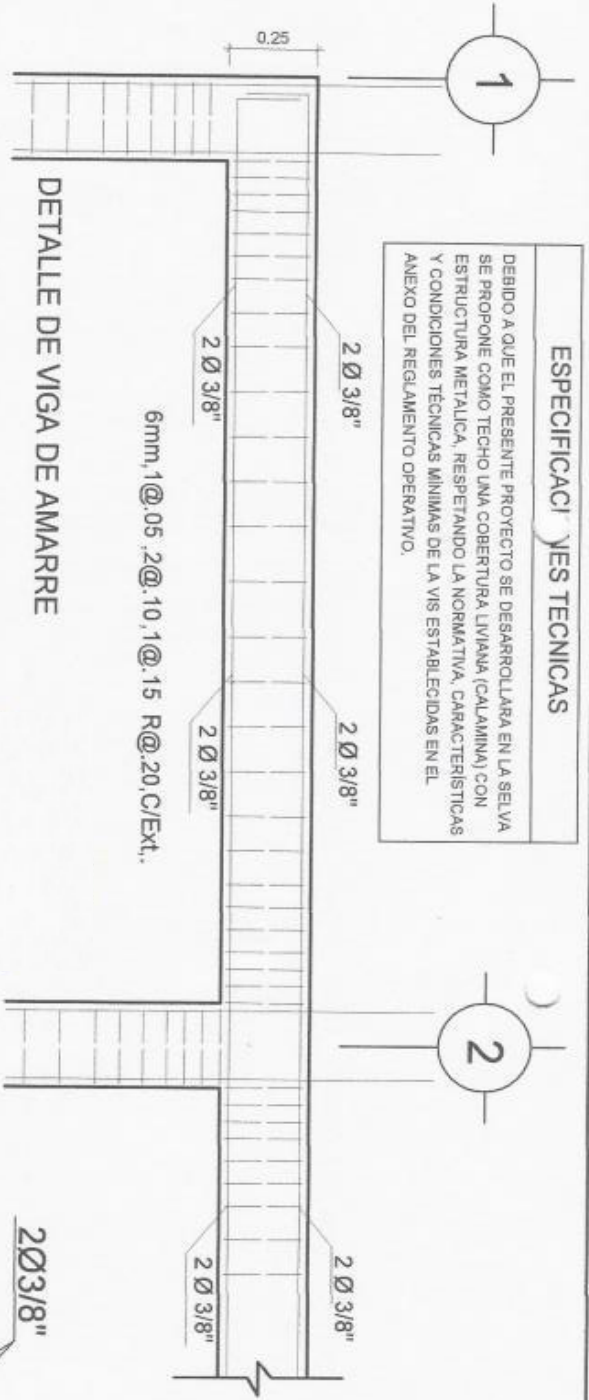 1
2
ESPECIFICACI NES TECNICAS
DEBIDO A QUE EL PRESENTE PROYECTO SE DESARROLLARA EN LA SELVA
SE PROPONE COMO TECHO UNA COBERTURA LIVIANA (CALAMINA) CON
ESTRUCTURA METALICA, RESPETANDO LA NORMATIVA, CARACTERÍSTICAS
Y CONDICIONES TÉCNICAS MÍNIMAS DE LA VIS ESTABLECIDAS EN EL
ANEXO DEL REGLAMENTO OPERATIVO.
0.25
2 Ø 3/8"
2 Ø 3/8"
2 Ø 3/8"
2 Ø 3/8"
2 Ø 3/8"
2 Ø 3/8"
6mm,1@.05 ,2@.10,1@.15 R@.20,C/Ext,.
DETALLE DE VIGA DE AMARRE
2Ø3/8"